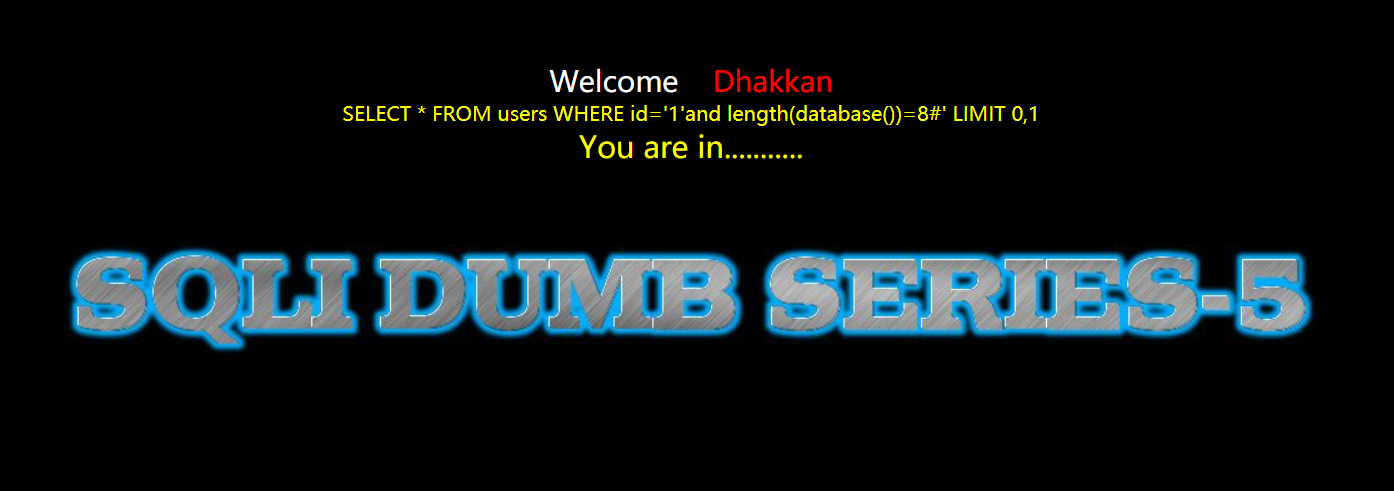 Welcome Dhakkan
SELECT * FROM users WHERE id='1'and length(database())=8#' LIMIT 0,1
You are in...........
SQLI DUMB SERIES-5